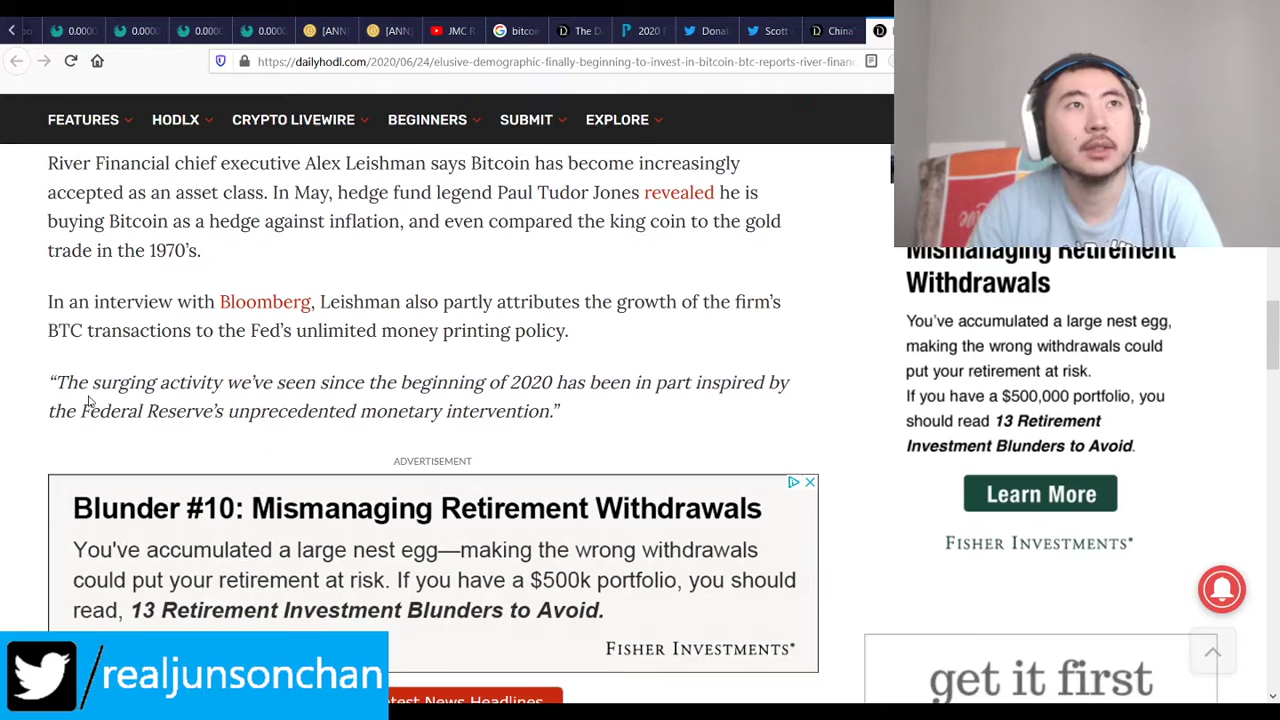 0.0000
0.0000
0.0000
0.0000
[ANN]
[ANN]
JMC R
bitcoi
The D
2020 f
Donal
Scott
China
https://dailyhodl.com/2020/06/24/elusive-demographic-finally-beginning-to-invest-in-bitcoin-btc-reports-river-financ
FEATURES HODLX CRYPTO LIVEWIRE BEGINNERS SUBMIT EXPLORE
River Financial chief executive Alex Leishman says Bitcoin has become increasingly
accepted as an asset class. In May, hedge fund legend Paul Tudor Jones revealed he is
buying Bitcoin as a hedge against inflation, and even compared the king coin to the gold
trade in the 1970’s.
In an interview with Bloomberg, Leishman also partly attributes the growth of the firm’s
BTC transactions to the Fed’s unlimited money printing policy.
“The surging activity we’ve seen since the beginning of 2020 has been in part inspired by
the Federal Reserve’s unprecedented monetary intervention.”
ADVERTISEMENT
Blunder #10: Mismanaging Retirement Withdrawals
You've accumulated a large nest egg—making the wrong withdrawals
could put your retirement at risk. If you have a $500k portfolio, you should
read, 13 Retirement Investment Blunders to Avoid.
FISHER INVESTMENTS®
test News Headlines
/realjunsonchan
Mismanaging Retirement
Withdrawals
You’ve accumulated a large nest egg,
making the wrong withdrawals could
put your retirement at risk.
If you have a $500,000 portfolio, you
should read 13 Retirement
Investment Blunders to Avoid.
Learn More
FISHER INVESTMENTS®
get it first